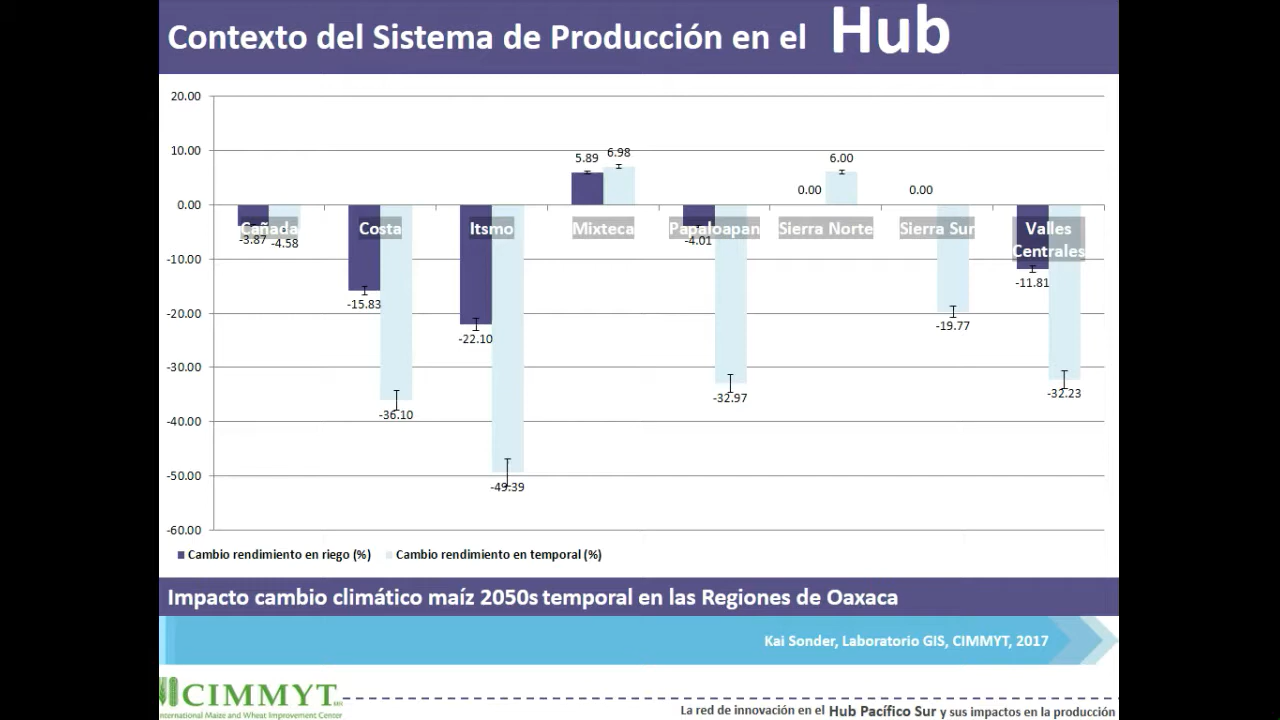 Contexto del Sistema de Producción en el Hub
20.00
10.00
0.00
-10.00
-20.00
-30.00
-40.00
-50.00
-60.00
5.89
6.98
0.00
6.00
0.00
Cañada
Costa
Itsmo
Mixteca
Papaloapan
Sierra Norte
Sierra Sur
Valles
Centrales
-3.87
-4.58
-4.01
-11.81
-15.83
-22.10
-19.77
-36.10
-32.97
-32.23
-49.39
Cambio rendimiento en riego (%)
Cambio rendimiento en temporal (%)
Impacto cambio climático maíz 2050s temporal en las Regiones de Oaxaca
Kai Sonder, Laboratorio GIS, CIMMYT, 2017
CIMMYT
International Maize and Wheat Improvement Center
La red de innovación en el Hub Pacífico Sur y sus impactos en la producción